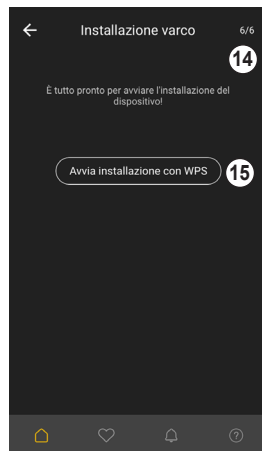 Installazione varco
6/6
14
È tutto pronto per avviare l'installazione del
dispositivo!
Avvia installazione con WPS
15
?